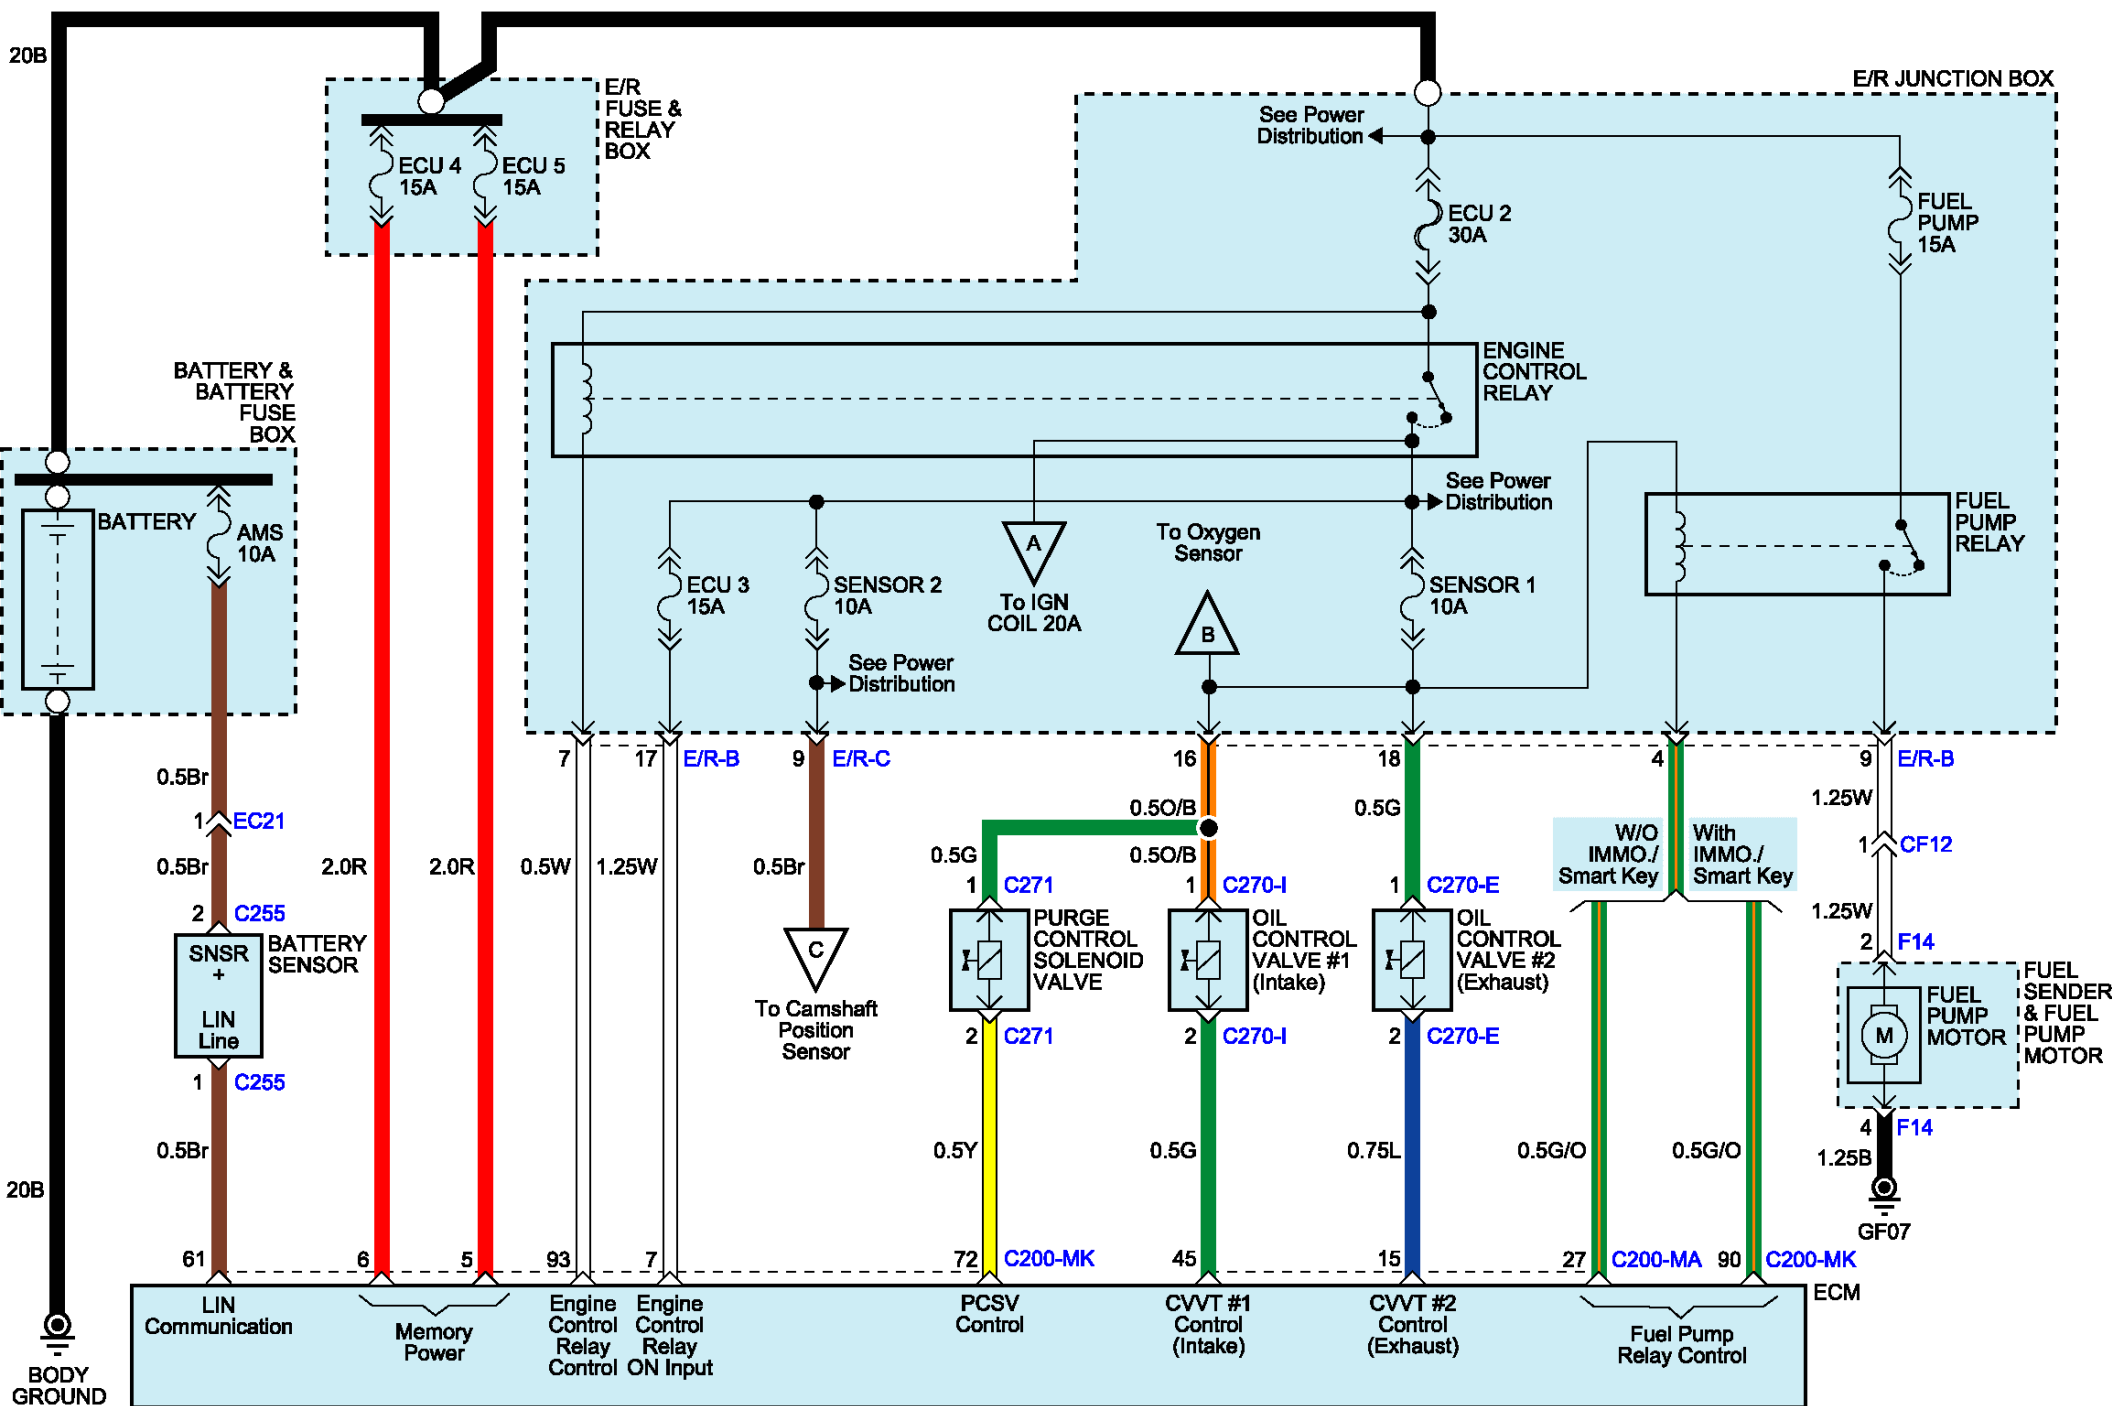 20B
E/R
FUSE &
RELAY
BOX
ECU 4
15A
ECU 5
15A
E/R JUNCTION BOX
See Power
Distribution
ECU 2
30A
FUEL
PUMP
15A
ENGINE
CONTROL
RELAY
BATTERY &
BATTERY
FUSE
BOX
BATTERY
AMS
10A
See Power
Distribution
FUEL
PUMP
RELAY
ECU 3
15A
SENSOR 2
10A
A
To IGN
COIL 20A
To Oxygen
Sensor
B
SENSOR 1
10A
See Power
Distribution
7
17
E/R-B
9
E/R-C
16
18
4
9
E/R-B
0.5Br
1
EC21
0.5Br
2
C255
SNSR
+
LIN
Line
BATTERY
SENSOR
1
C255
0.5Br
2.0R
2.0R
0.5W
1.25W
0.5Br
C
To Camshaft
Position
Sensor
0.5O/B
0.5G
0.5O/B
0.5G
1
C271
1
C270-I
1
C270-E
PURGE
CONTROL
SOLENOID
VALVE
OIL
CONTROL
VALVE #1
(Intake)
OIL
CONTROL
VALVE #2
(Exhaust)
2
C271
2
C270-I
2
C270-E
0.5Y
0.5G
0.75L
W/O
IMMO./
Smart Key
With
IMMO./
Smart Key
0.5G/O
0.5G/O
1.25W
1
CF12
1.25W
2
F14
FUEL
PUMP
MOTOR
M
FUEL
SENDER
& FUEL
PUMP
MOTOR
4
F14
1.25B
GF07
20B
BODY
GROUND
61
6
5
93
7
72
C200-MK
45
15
27
C200-MA
90
C200-MK
ECM
LIN
Communication
Memory
Power
Engine
Control
Relay
Control
Engine
Control
Relay
ON Input
PCSV
Control
CVVT #1
Control
(Intake)
CVVT #2
Control
(Exhaust)
Fuel Pump
Relay Control